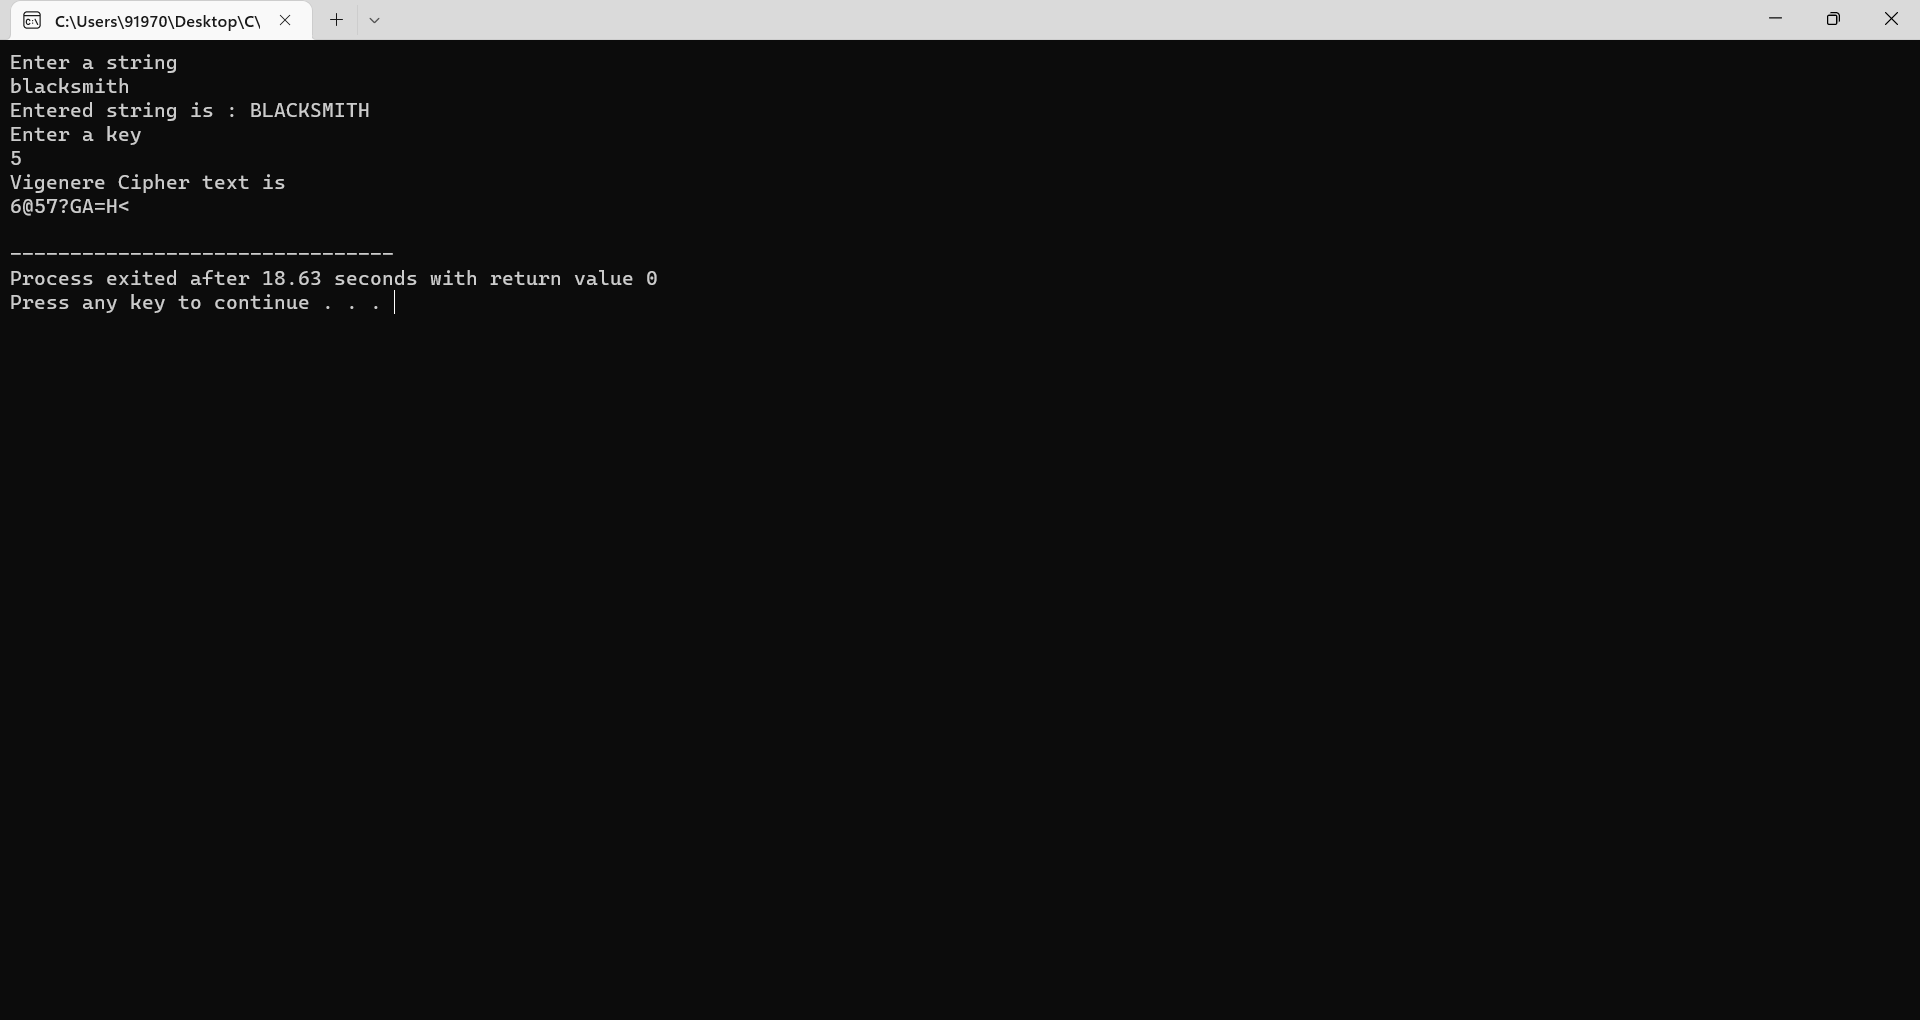 C:\Users\91970\Desktop\C\
Enter a string
blacksmith
Entered string is : BLACKSMITH
Enter a key
5
Vigenere Cipher text is
6@57?GA=H<
--------------------------------
Process exited after 18.63 seconds with return value 0
Press any key to continue . . .